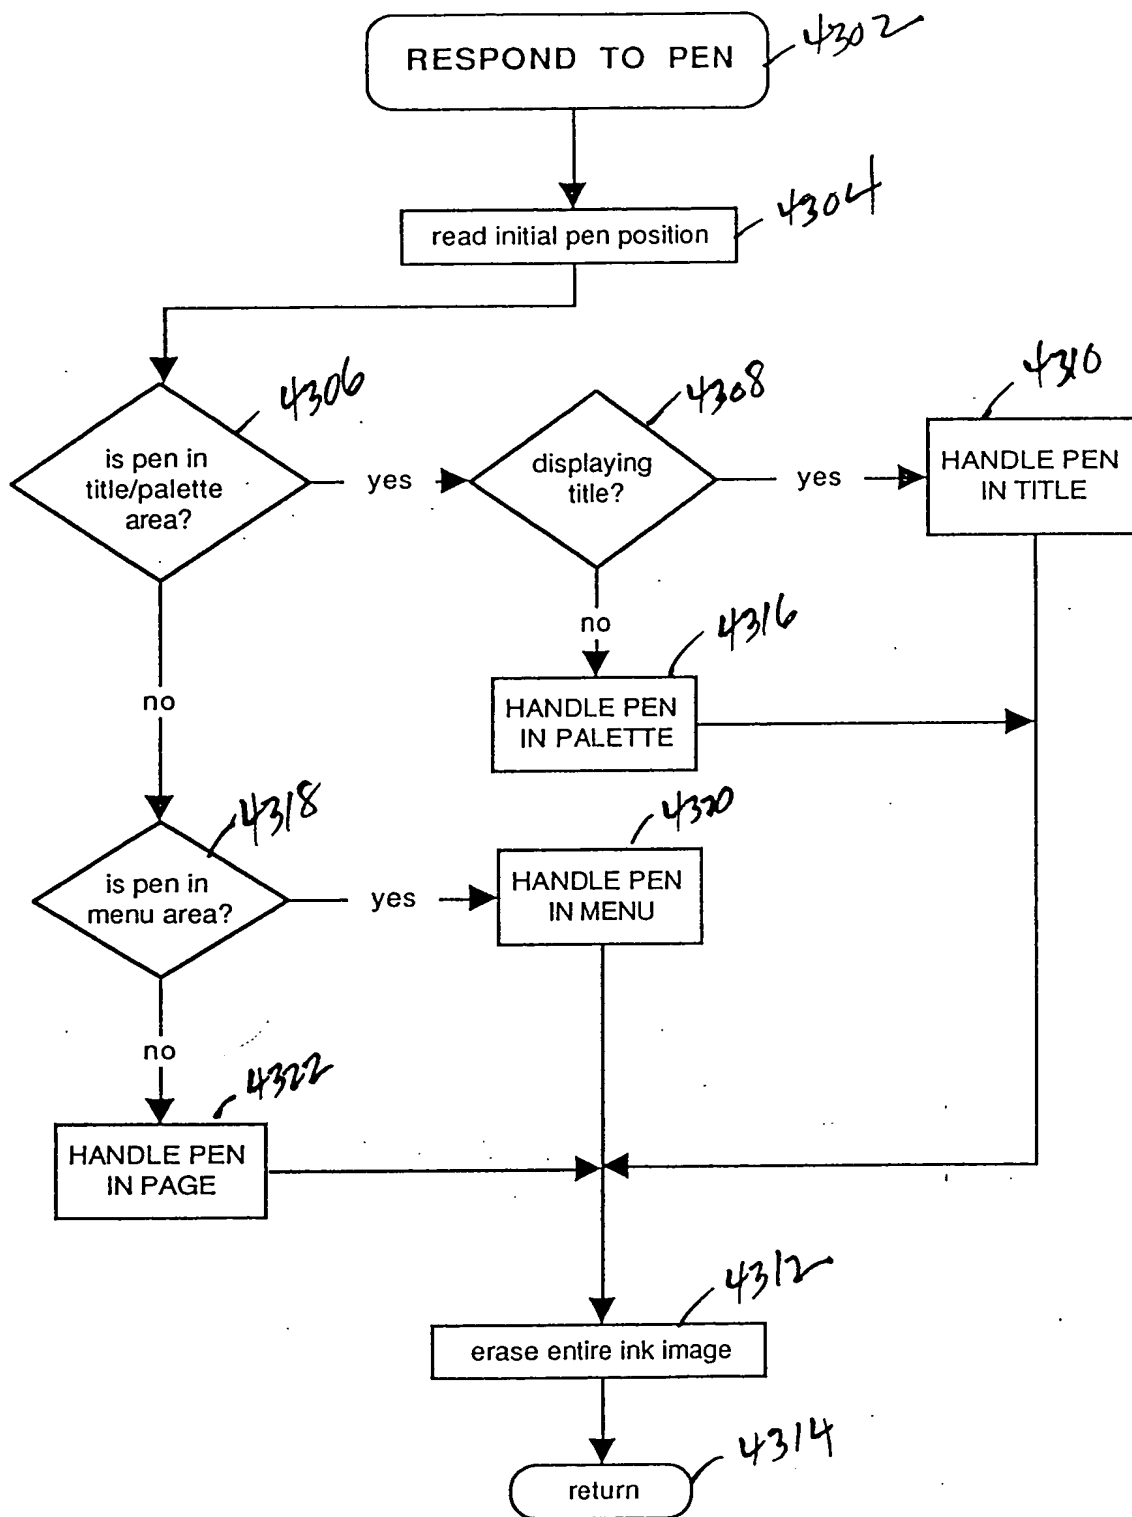 RESPOND TO PEN
4302
read initial pen position
4304
is pen in
title/palette
area?
4306
yes
displaying
title?
4308
yes
HANDLE PEN
IN TITLE
4310
no
no
HANDLE PEN
IN PALETTE
4316
is pen in
menu area?
4318
yes
HANDLE PEN
IN MENU
4320
no
HANDLE PEN
IN PAGE
4322
erase entire ink image
4312
return
4314